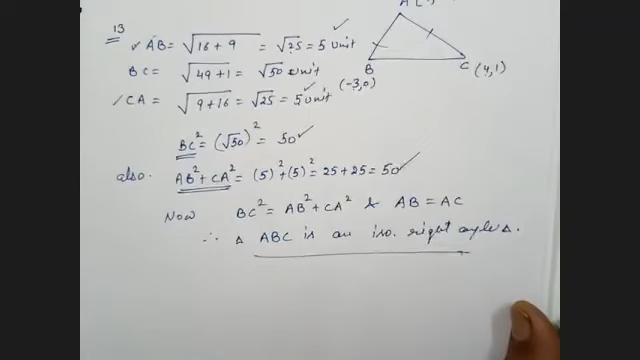 13
✓ AB = √16 + 9 = √25 = 5 unit ✓
BC = √49 + 1 = √50 unit
✓ CA = √9 + 16 = √25 = 5 unit ✓
A
B
(-3,0)
C (4,1)
BC² = (√50)² = 50 ✓
also. AB² + CA² = (5)² + (5)² = 25 + 25 = 50 ✓
Now BC² = AB² + CA² & AB = AC
∴ △ ABC is an iso. right angle △.